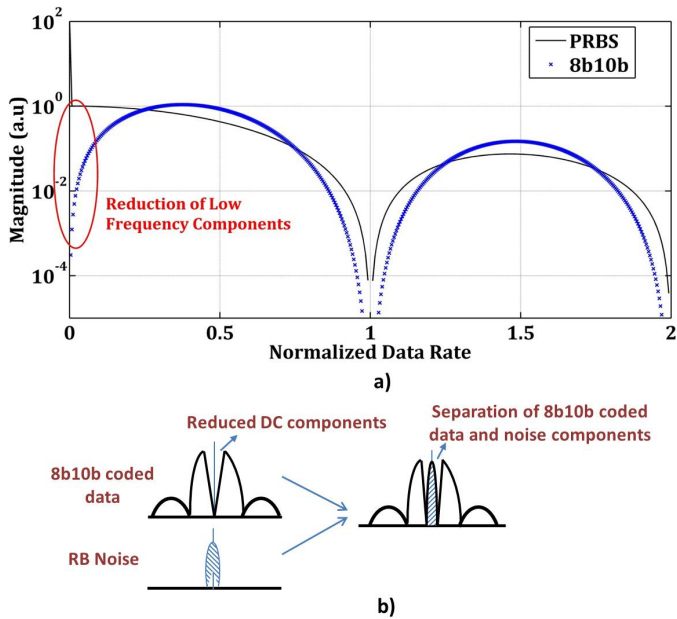 10^2
10^0
10^-2
10^-4
Magnitude (a.u)
PRBS
8b10b
Reduction of Low
Frequency Components
0
0.5
1
1.5
2
Normalized Data Rate
a)
Reduced DC components
8b10b coded
data
RB Noise
Separation of 8b10b coded
data and noise components
b)